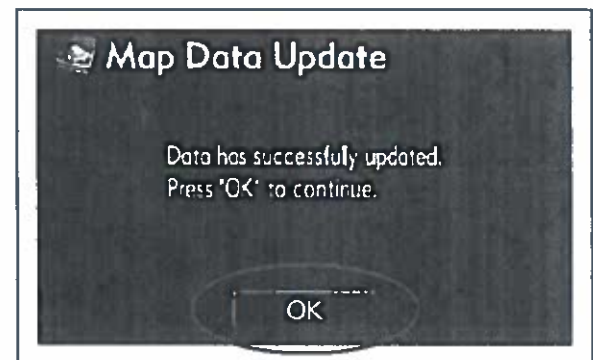 Map Data Update
Data has successfuly updated.
Press "OK" to continue.
OK